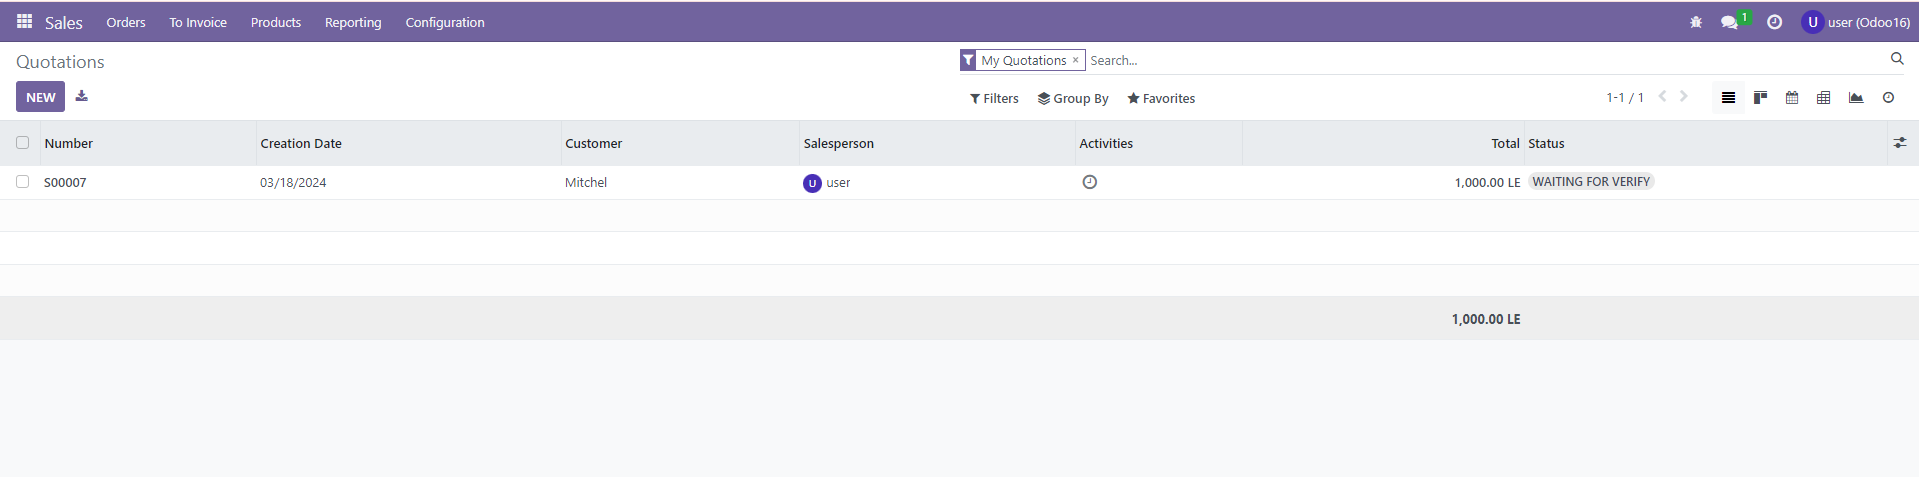 Sales Orders To Invoice Products Reporting Configuration 1 U user (Odoo16)
Quotations My Quotations × Search...
NEW Filters Group By Favorites 1-1 / 1
Number Creation Date Customer Salesperson Activities Total Status
S00007 03/18/2024 Mitchel U user 1,000.00 LE WAITING FOR VERIFY
1,000.00 LE